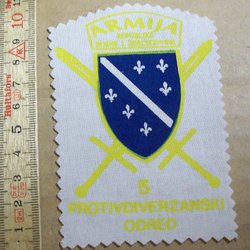 ARMIJA
REPUBLIKE
BOSNE I HERCEGOVINE
5
PROTIVDIVERZANSKI
ODRED